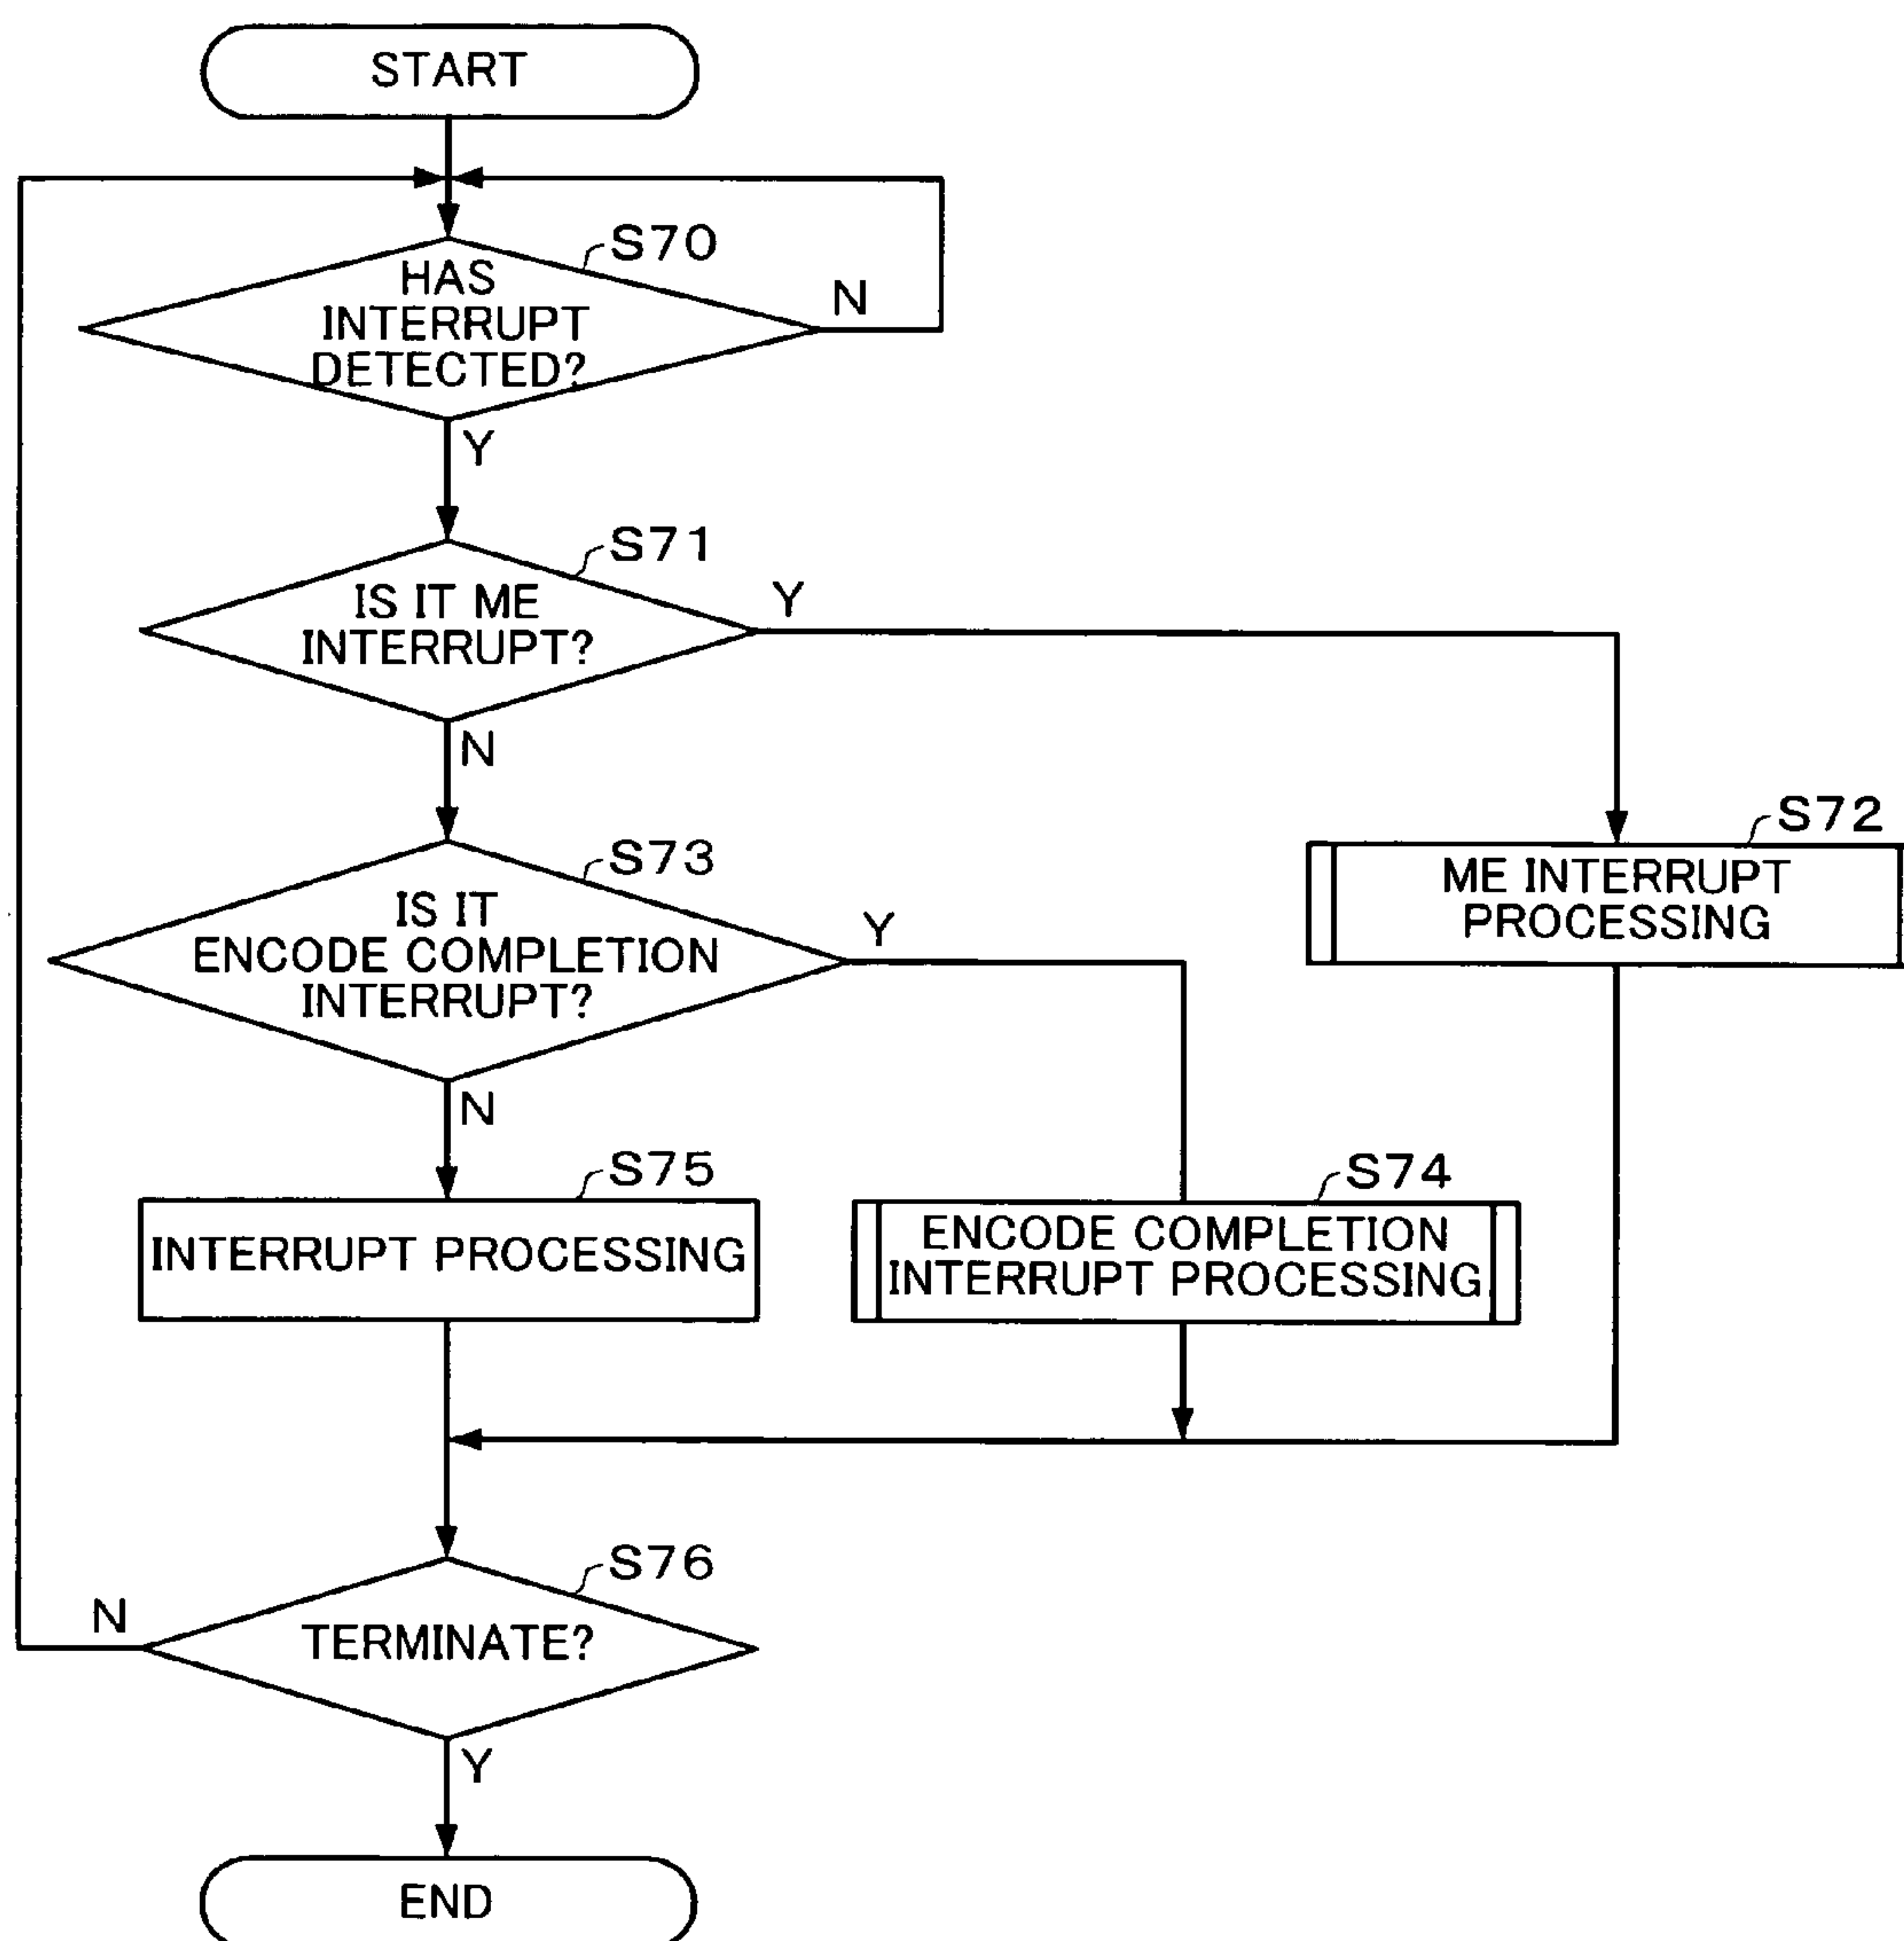 START
S70
HAS
INTERRUPT
DETECTED?
N
Y
S71
IS IT ME
INTERRUPT?
Y
N
S72
ME INTERRUPT
PROCESSING
S73
IS IT
ENCODE COMPLETION
INTERRUPT?
Y
N
S75
INTERRUPT PROCESSING
S74
ENCODE COMPLETION
INTERRUPT PROCESSING
S76
TERMINATE?
N
Y
END